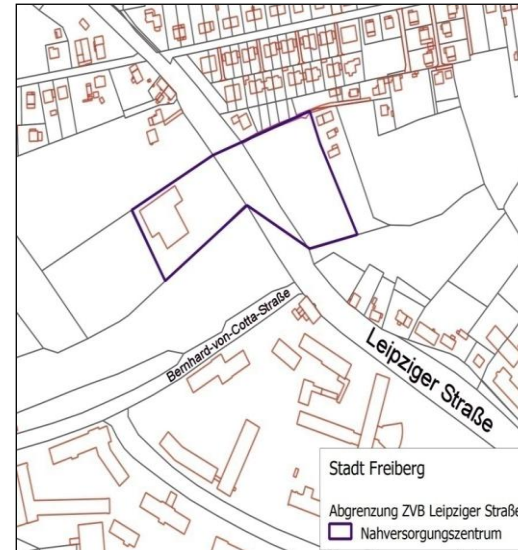 Bernhard-von-Cotta-Straße
Leipziger Straße
Stadt Freiberg
Abgrenzung ZVB Leipziger Straße
Nahversorgungszentrum